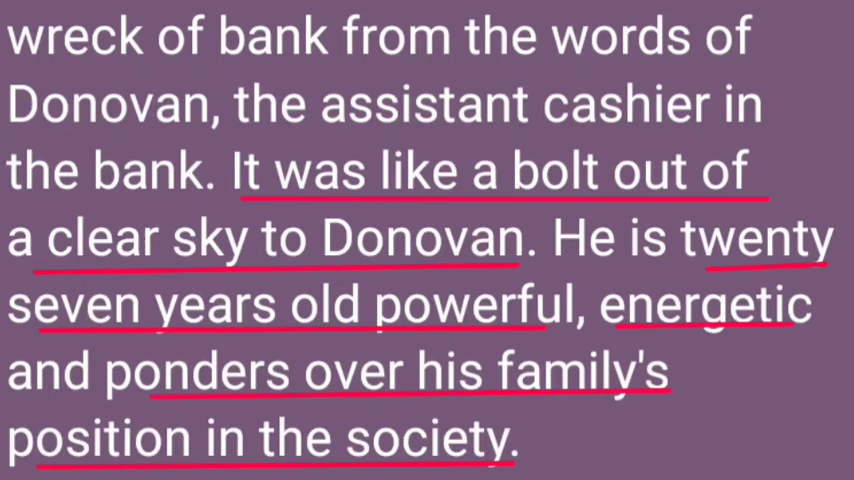 wreck of bank from the words of
Donovan, the assistant cashier in
the bank. It was like a bolt out of
a clear sky to Donovan. He is twenty
seven years old powerful, energetic
and ponders over his family's
position in the society.